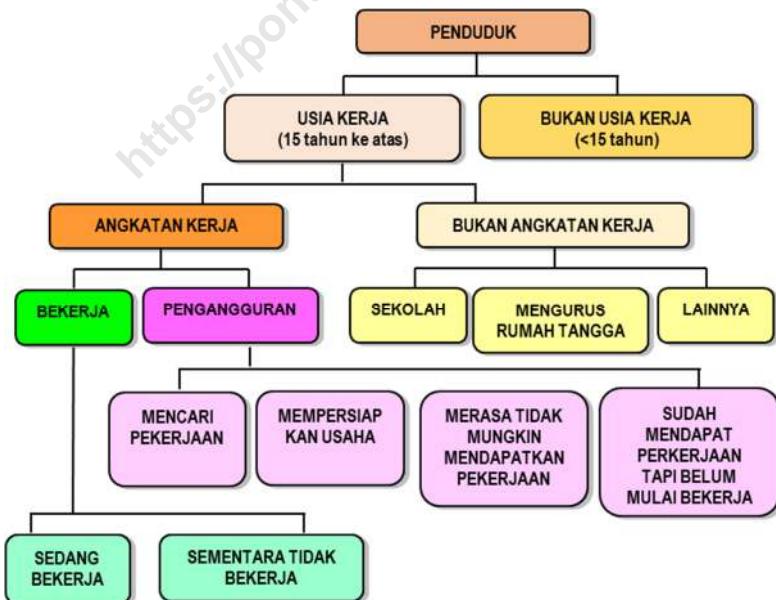 PENDUDUK
USIA KERJA
(15 tahun ke atas)
BUKAN USIA KERJA
(<15 tahun)
ANGKATAN KERJA
BUKAN ANGKATAN KERJA
BEKERJA
PENGANGGURAN
SEKOLAH
MENGURUS
RUMAH TANGGA
LAINNYA
MENCARI
PEKERJAAN
MEMPERSIAP
KAN USAHA
MERASA TIDAK
MUNGKIN
MENDAPATKAN
PEKERJAAN
SUDAH
MENDAPAT
PERKERJAAN
TAPI BELUM
MULAI BEKERJA
SEDANG
BEKERJA
SEMENTARA TIDAK
BEKERJA